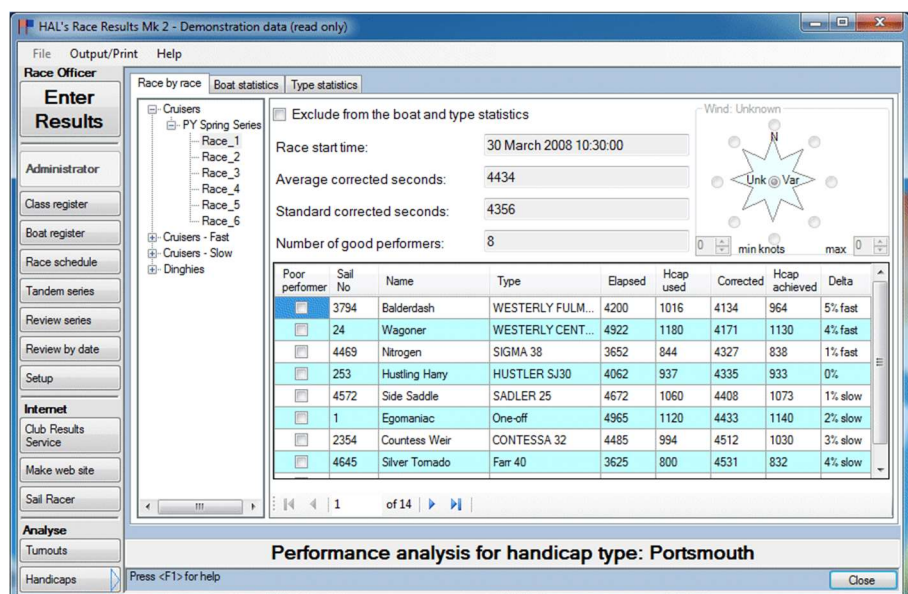 HAL's Race Results Mk 2 - Demonstration data (read only)
File Output/Print Help
Race Officer
Enter
Results
Administrator
Class register
Boat register
Race schedule
Tandem series
Review series
Review by date
Setup
Internet
Club Results
Service
Make web site
Sail Racer
Analyse
Turnouts
Handicaps
Race by race Boat statistics Type statistics
Cruisers
PY Spring Series
Race_1
Race_2
Race_3
Race_4
Race_5
Race_6
Cruisers - Fast
Cruisers - Slow
Dinghies
Exclude from the boat and type statistics
Race start time: 30 March 2008 10:30:00
Average corrected seconds: 4434
Standard corrected seconds: 4356
Number of good performers: 8
Wind: Unknown
N
Unk Var
0 min knots max 0
Poor performer Sail No Name Type Elapsed Hcap used Corrected Hcap achieved Delta
3794 Balderdash WESTERLY FULM... 4200 1016 4134 964 5% fast
24 Wagoner WESTERLY CENT... 4922 1180 4171 1130 4% fast
4469 Nitrogen SIGMA 38 3652 844 4327 838 1% fast
253 Hustling Harry HUSTLER SJ30 4062 937 4335 933 0%
4572 Side Saddle SADLER 25 4672 1060 4408 1073 1% slow
1 Egomaniac One-off 4965 1120 4433 1140 2% slow
2354 Countess Weir CONTESSA 32 4485 994 4512 1030 3% slow
4645 Silver Tornado Farr 40 3625 800 4531 832 4% slow
1 of 14
Performance analysis for handicap type: Portsmouth
Press <F1> for help
Close